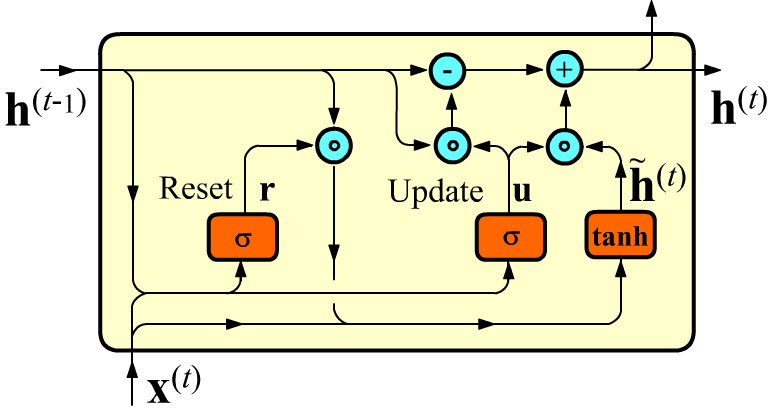 - +
h(t-1) h(t)
Reset r Update u h̃(t)
σ σ tanh
x(t)